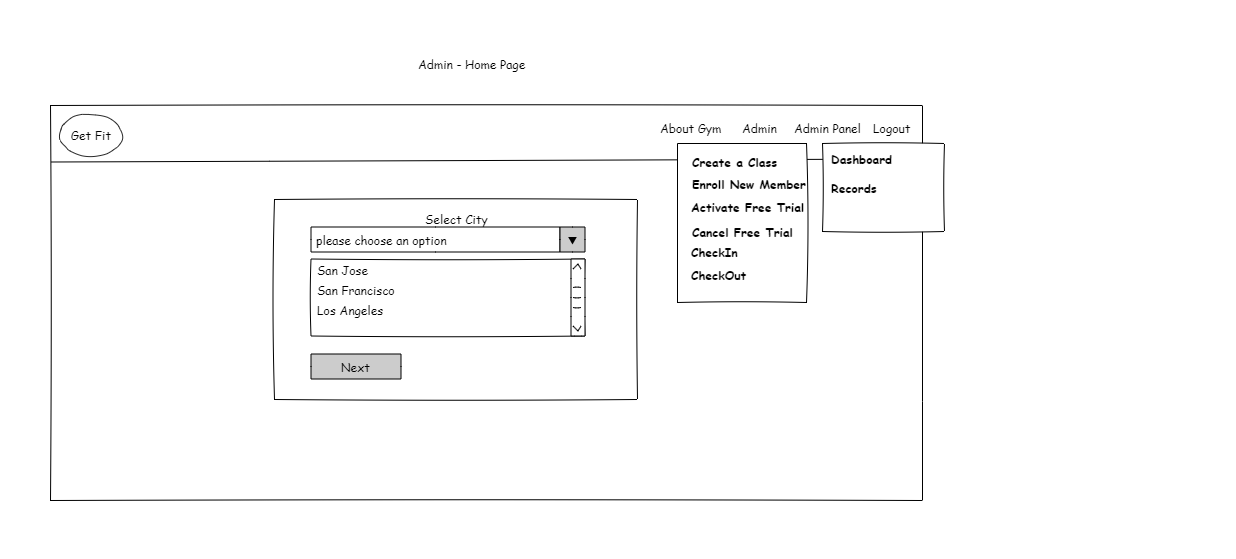 Admin - Home Page
Get Fit
About Gym
Admin
Admin Panel
Logout
Create a Class
Enroll New Member
Activate Free Trial
Cancel Free Trial
CheckIn
CheckOut
Dashboard
Records
Select City
please choose an option
San Jose
San Francisco
Los Angeles
Next